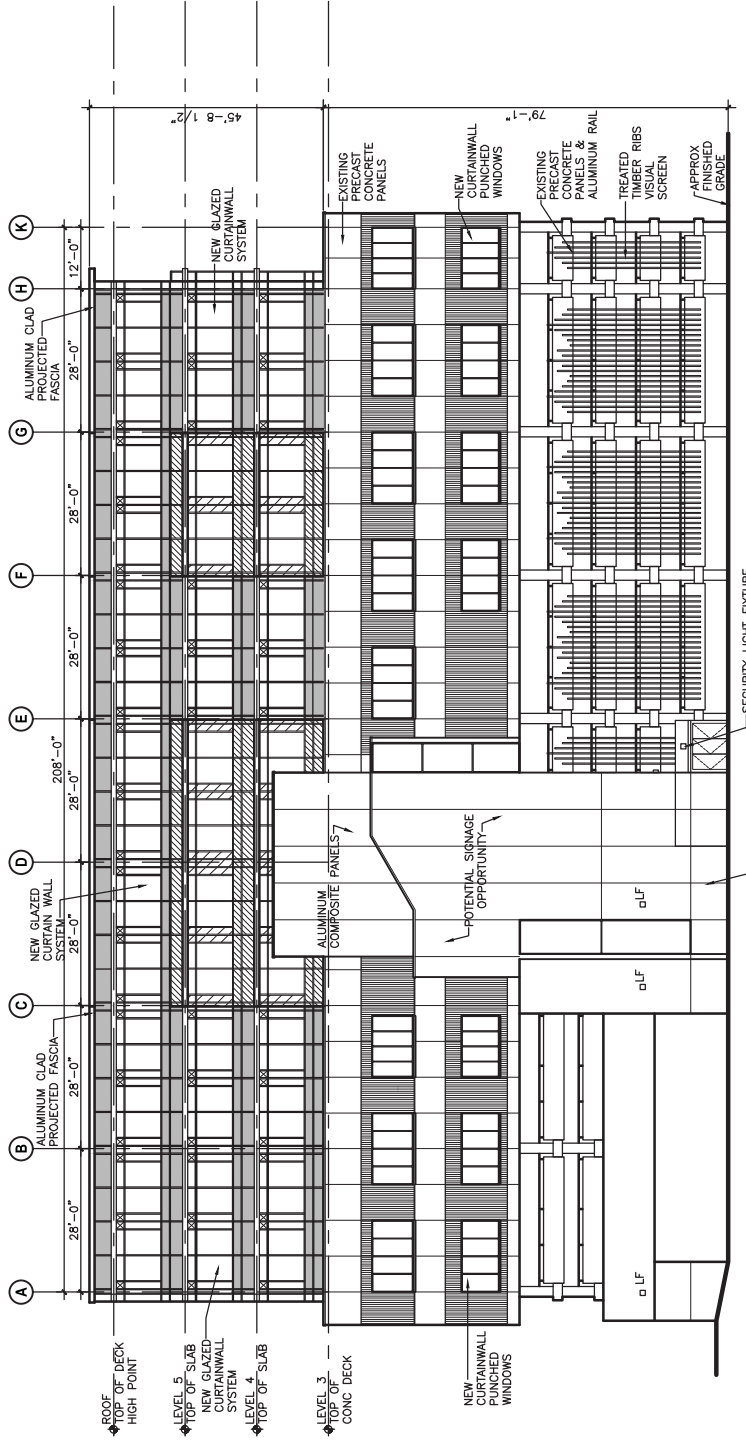 A
B
C
D
E
F
G
H
K
208'-0"
28'-0"
28'-0"
28'-0"
28'-0"
28'-0"
28'-0"
28'-0"
12'-0"
ALUMINUM CLAD
PROJECTED FASCIA
NEW GLAZED
CURTAIN WALL
SYSTEM
ALUMINUM CLAD
PROJECTED
FASCIA
ROOF
TOP OF DECK
HIGH POINT
LEVEL 5
TOP OF SLAB
NEW GLAZED
CURTAINWALL
SYSTEM
LEVEL 4
TOP OF SLAB
LEVEL 3
TOP OF
CONC DECK
NEW GLAZED
CURTAINWALL
SYSTEM
45'-8 1/2"
79'-1"
EXISTING
PRECAST
CONCRETE
PANELS
NEW
CURTAINWALL
PUNCHED
WINDOWS
ALUMINUM
COMPOSITE PANELS
POTENTIAL SIGNAGE
OPPORTUNITY
NEW
CURTAINWALL
PUNCHED
WINDOWS
EXISTING
PRECAST
CONCRETE
PANELS &
ALUMINUM RAIL
TREATED
TIMBER RIBS
VISUAL
SCREEN
APPROX
FINISHED
GRADE
LF
LF
LF
SECURITY LIGHT FIXTURE